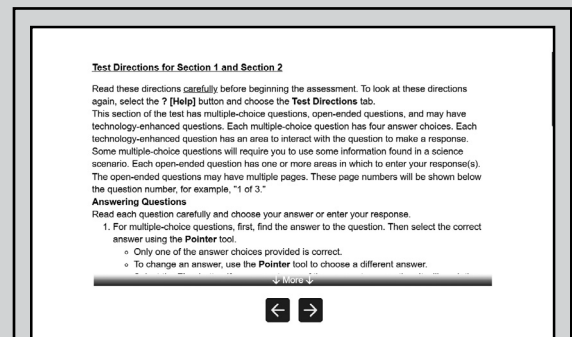 Test Directions for Section 1 and Section 2
Read these directions carefully before beginning the assessment. To look at these directions
again, select the ? [Help] button and choose the Test Directions tab.
This section of the test has multiple-choice questions, open-ended questions, and may have
technology-enhanced questions. Each multiple-choice question has four answer choices. Each
technology-enhanced question has an area to interact with the question to make a response.
Some multiple-choice questions will require you to use some information found in a science
scenario. Each open-ended question has one or more areas in which to enter your response(s).
The open-ended questions may have multiple pages. These page numbers will be shown below
the question number, for example, "1 of 3."
Answering Questions
Read each question carefully and choose your answer or enter your response.
1. For multiple-choice questions, first, find the answer to the question. Then select the correct
answer using the Pointer tool.
◦ Only one of the answer choices provided is correct.
◦ To change an answer, use the Pointer tool to choose a different answer.
↓ More ↓